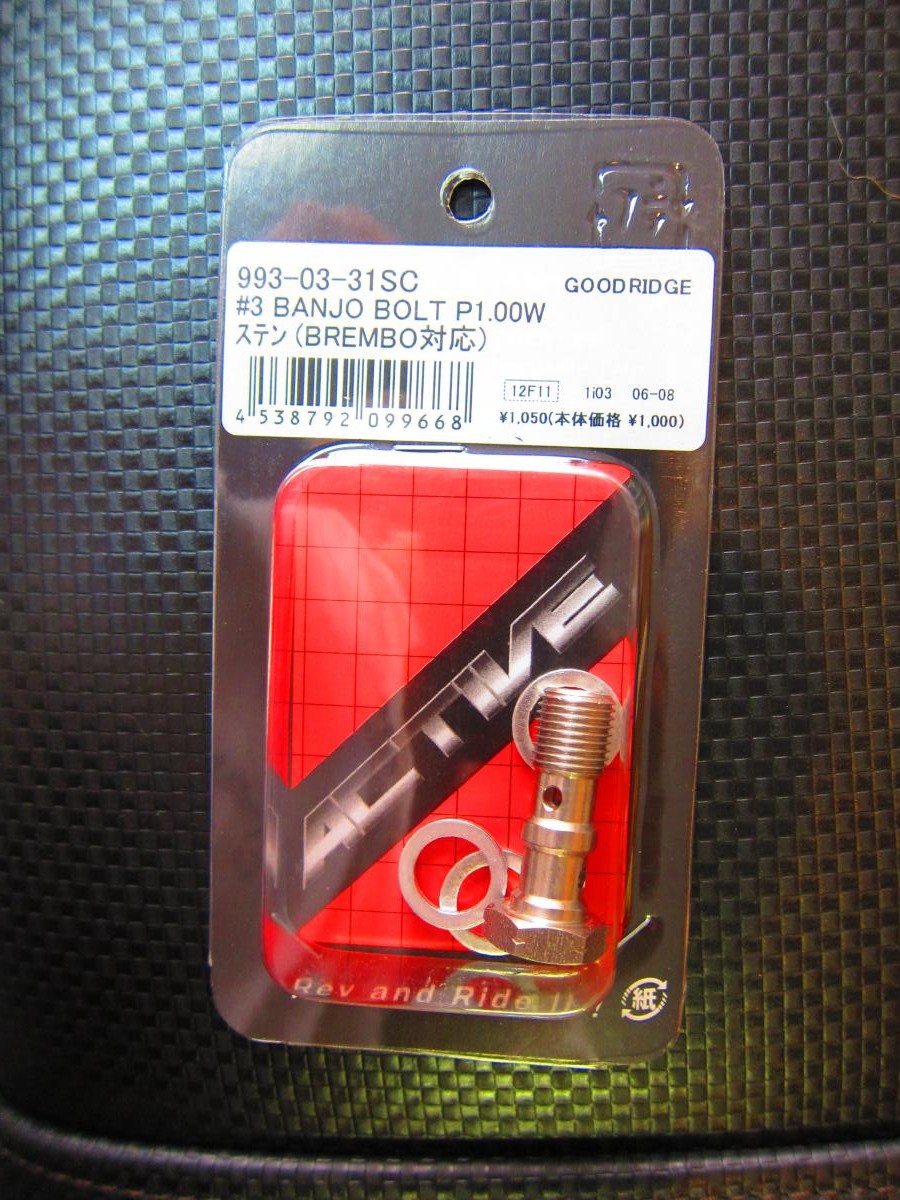 993-03-31SC
GOODRIDGE
#3 BANJO BOLT P1.00W
ステン(BREMBO対応)
4 538792 099668
12F11 1i03 06-08
¥1,050(本体価格 ¥1,000)
ACTIVE
Rev and Ride
紙